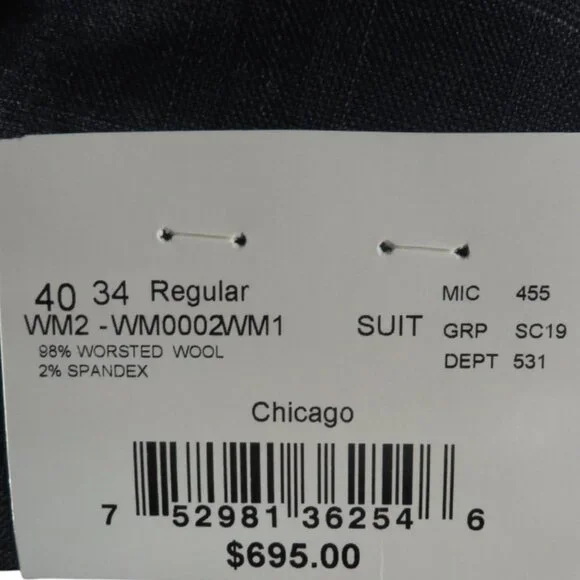 40 34 Regular
WM2 -WM0002WM1
98% WORSTED WOOL
2% SPANDEX
SUIT
MIC 455
GRP SC19
DEPT 531
Chicago
7 52981 36254 6
$695.00